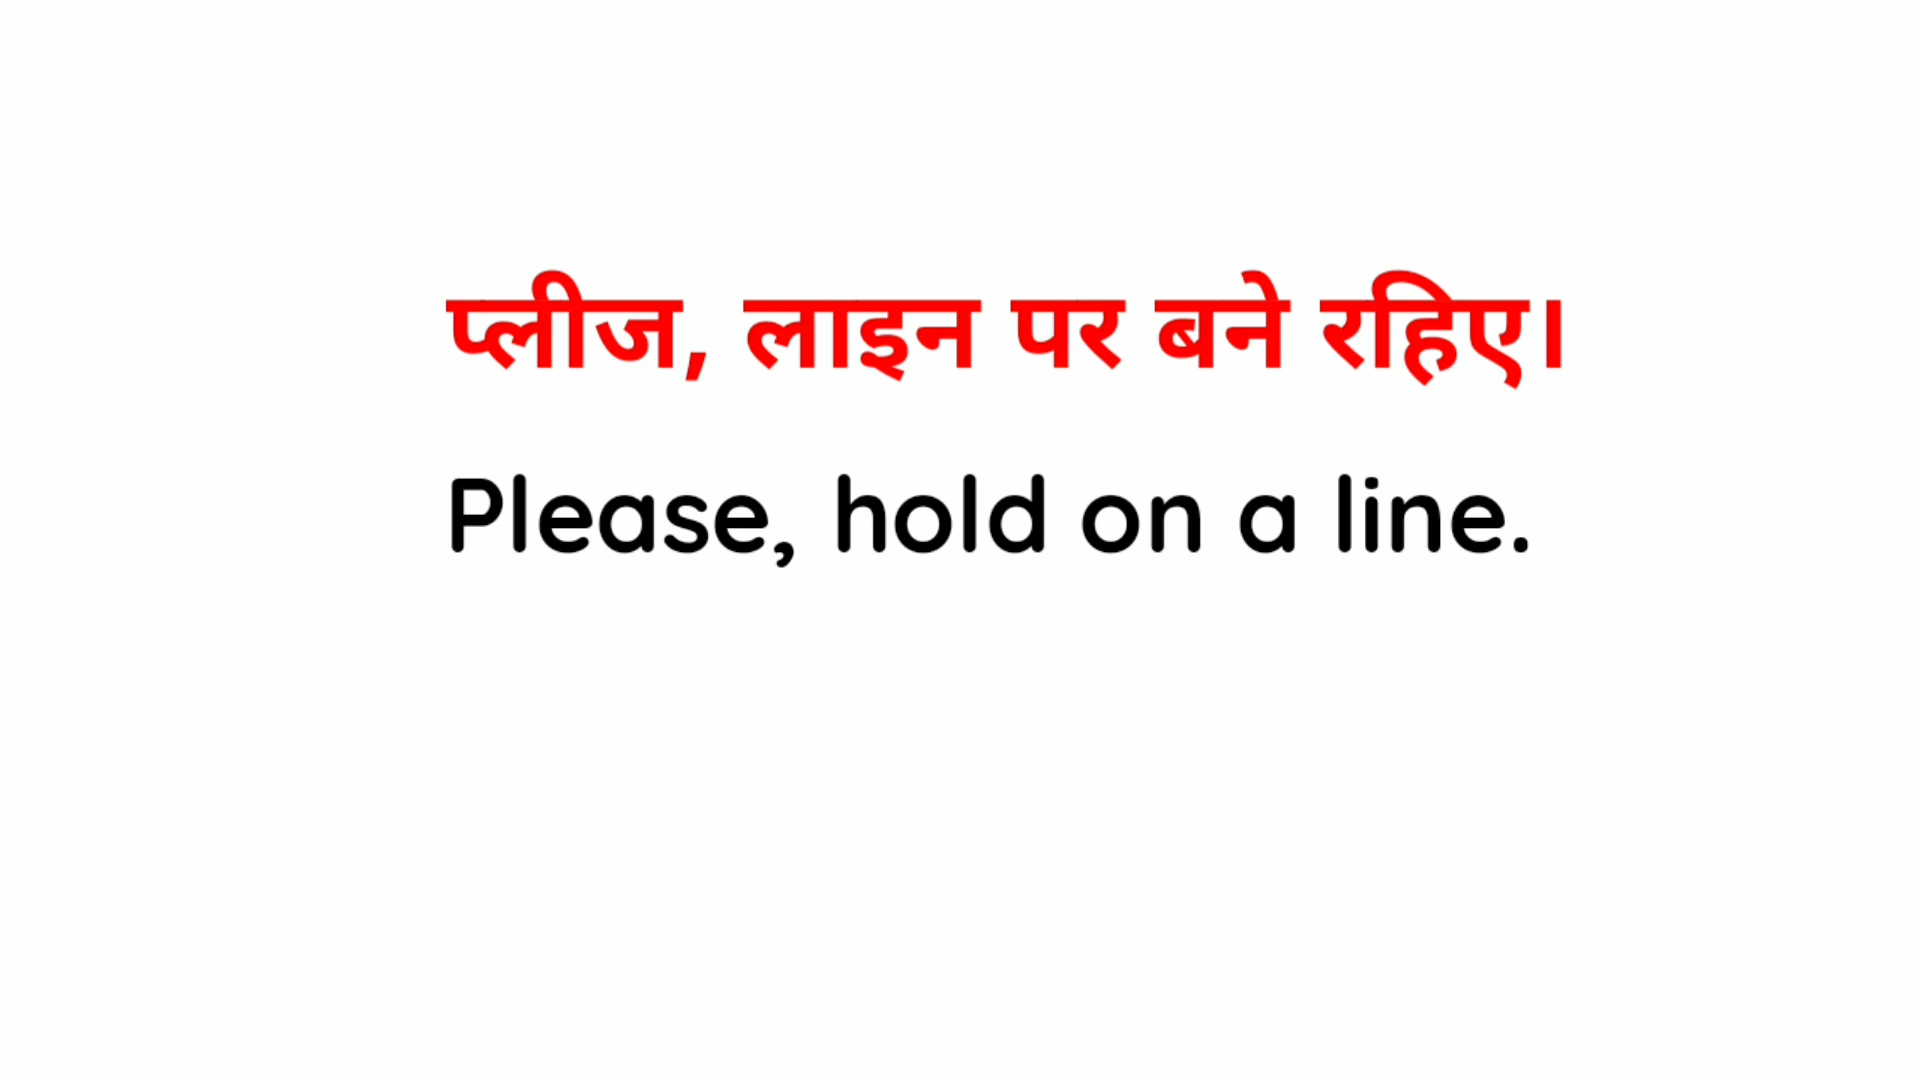 प्लीज, लाइन पर बने रहिए।
Please, hold on a line.